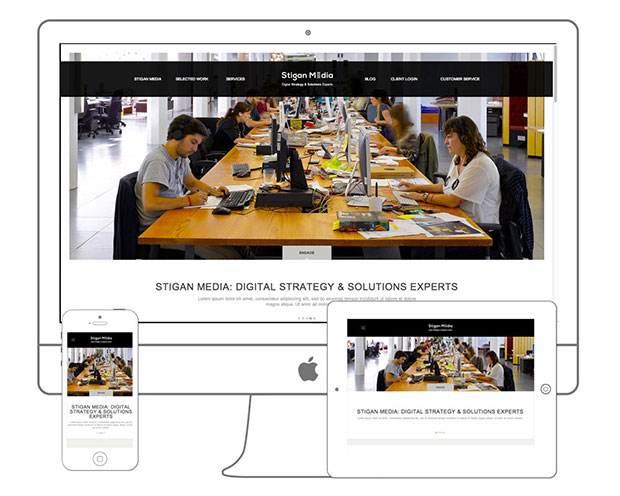 STIGAN MEDIA SELECTED WORK SERVICES Stigan Media BLOG CLIENT LOGIN CUSTOMER SERVICE
Digital Strategy & Solutions Experts
ENGAGE
STIGAN MEDIA: DIGITAL STRATEGY & SOLUTIONS EXPERTS
Lorem ipsum dolor sit amet, consectetur adipiscing elit, sed do eiusmod tempor incididunt ut labore et dolore
magna aliqua. Ut enim ad
Stigan Media
ENGAGE
STIGAN MEDIA: DIGITAL
STRATEGY & SOLUTIONS
EXPERTS
Stigan Media
ENGAGE
STIGAN MEDIA: DIGITAL STRATEGY & SOLUTIONS EXPERTS